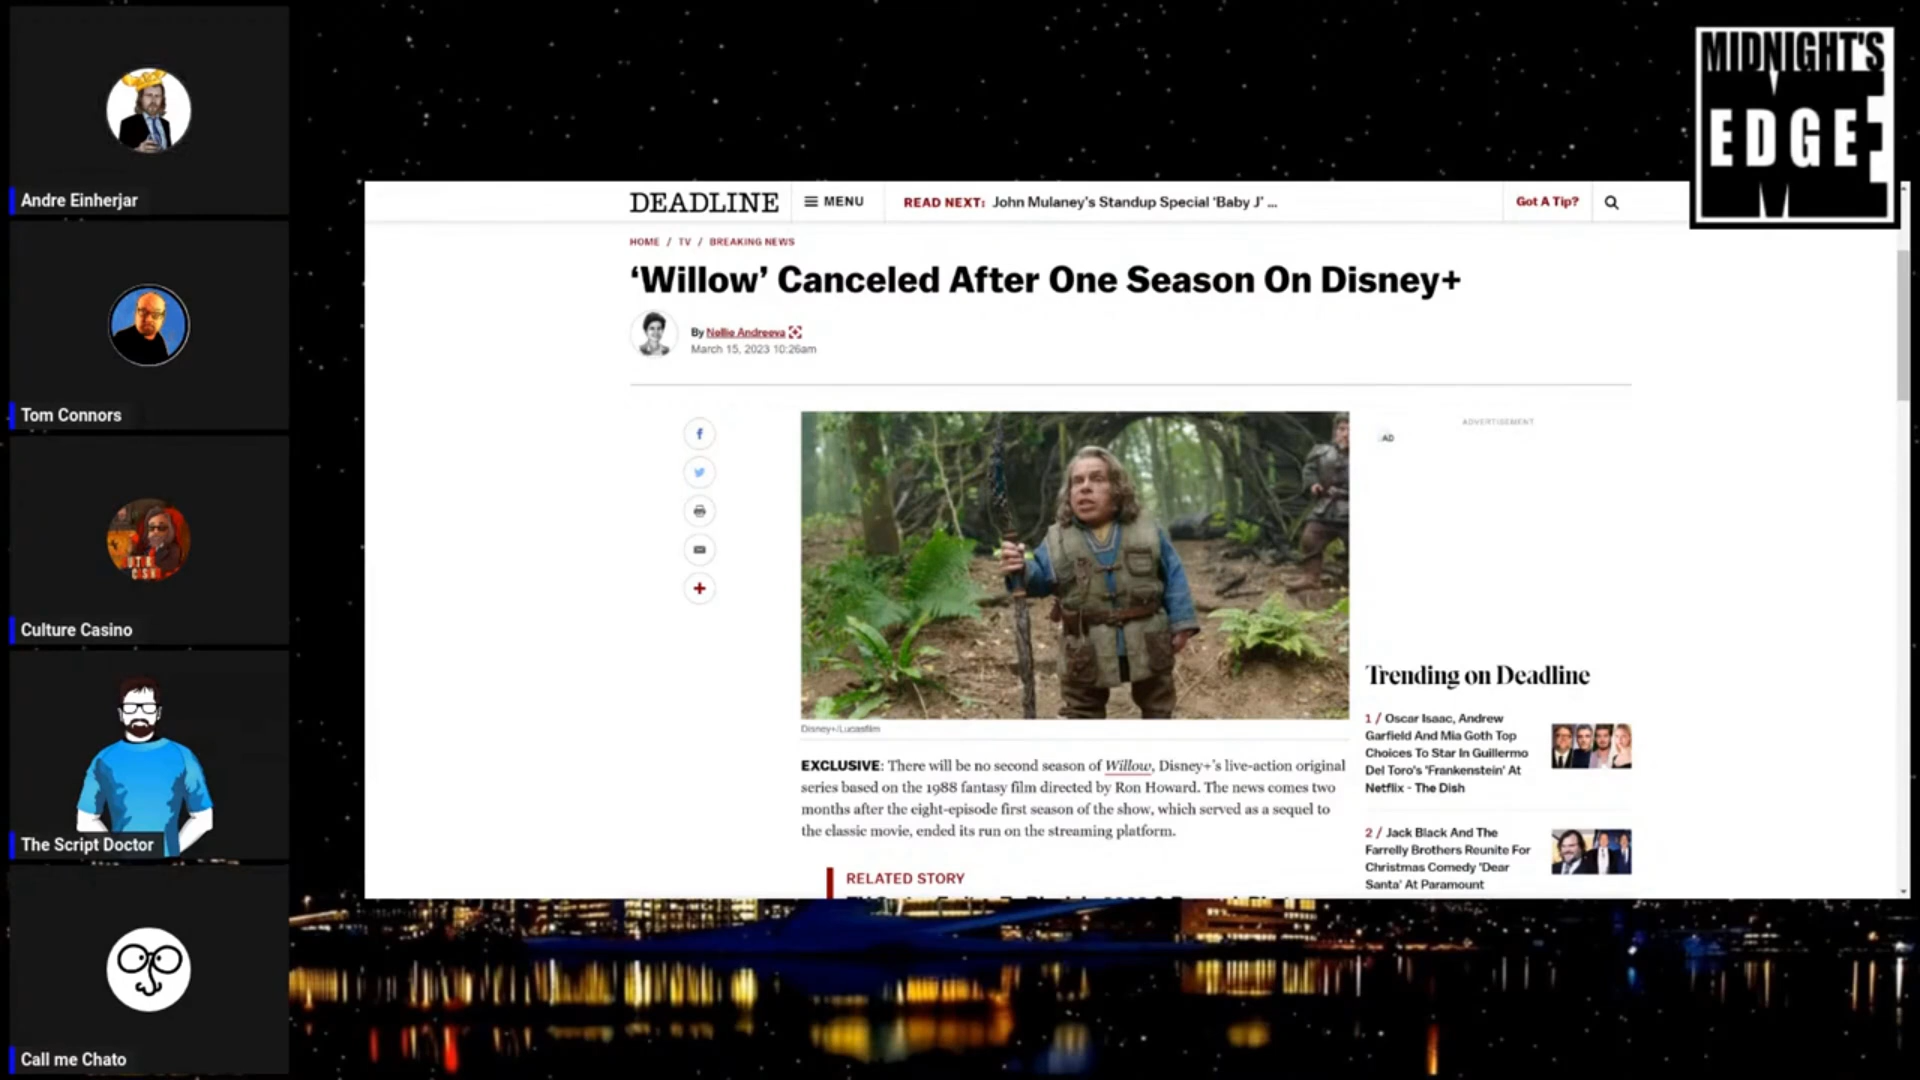 Andre Einherjar
Tom Connors
Culture Casino
The Script Doctor
Call me Chato
MIDNIGHT'S
EDGE
DEADLINE
MENU
READ NEXT: John Mulaney's Standup Special 'Baby J' ...
Got A Tip?
HOME / TV / BREAKING NEWS
‘Willow’ Canceled After One Season On Disney+
By Nellie Andreeva
March 15, 2023 10:26am
ADVERTISEMENT
AD
Disney+/Lucasfilm
EXCLUSIVE: There will be no second season of Willow, Disney+'s live-action original
series based on the 1988 fantasy film directed by Ron Howard. The news comes two
months after the eight-episode first season of the show, which served as a sequel to
the classic movie, ended its run on the streaming platform.
RELATED STORY
Trending on Deadline
1 / Oscar Isaac, Andrew
Garfield And Mia Goth Top
Choices To Star In Guillermo
Del Toro's 'Frankenstein' At
Netflix - The Dish
2 / Jack Black And The
Farrelly Brothers Reunite For
Christmas Comedy 'Dear
Santa' At Paramount